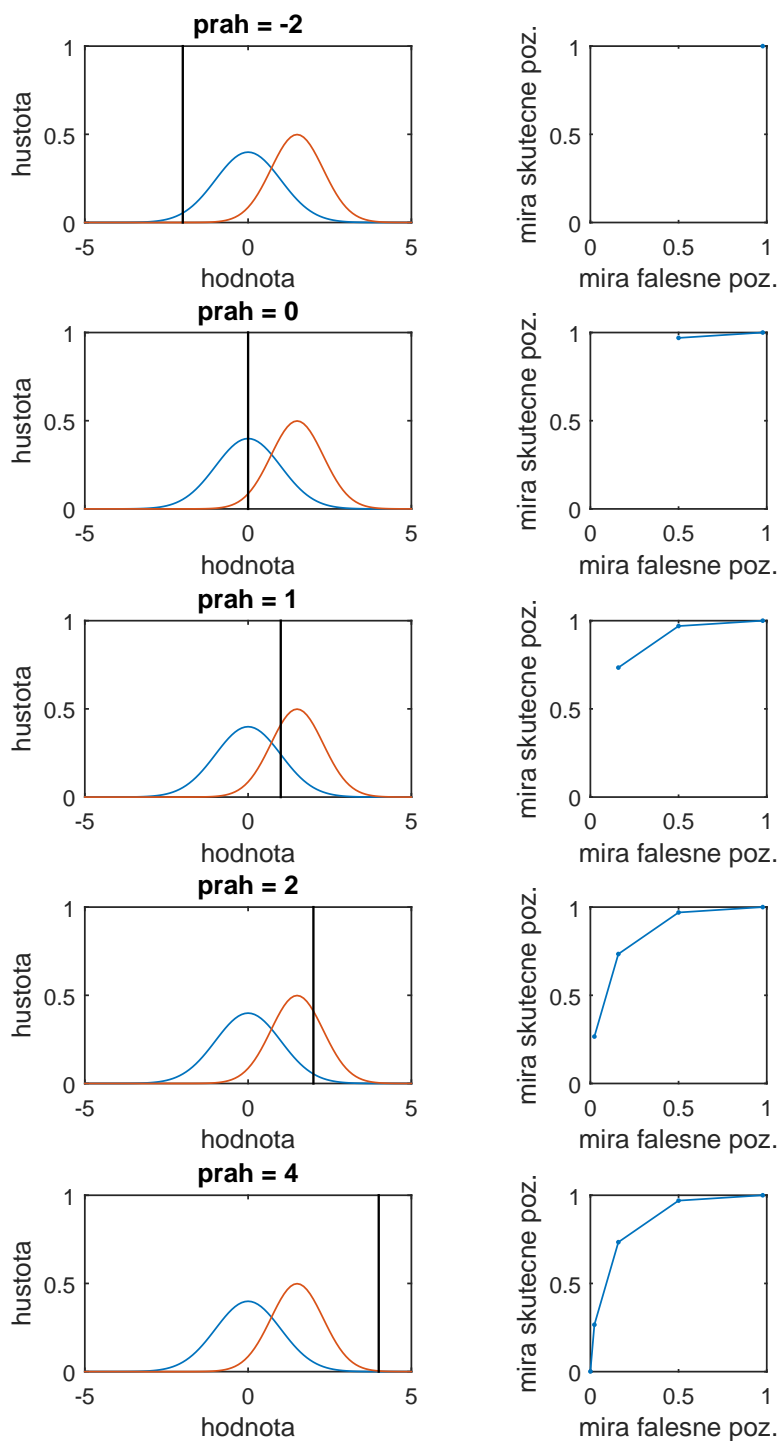 prah = -2
1
0.5
0
hustota
-5 0 5
hodnota
1
0.5
0
mira skutecne poz.
0 0.5 1
mira falesne poz.
prah = 0
1
0.5
0
hustota
-5 0 5
hodnota
1
0.5
0
mira skutecne poz.
0 0.5 1
mira falesne poz.
prah = 1
1
0.5
0
hustota
-5 0 5
hodnota
1
0.5
0
mira skutecne poz.
0 0.5 1
mira falesne poz.
prah = 2
1
0.5
0
hustota
-5 0 5
hodnota
1
0.5
0
mira skutecne poz.
0 0.5 1
mira falesne poz.
prah = 4
1
0.5
0
hustota
-5 0 5
hodnota
1
0.5
0
mira skutecne poz.
0 0.5 1
mira falesne poz.